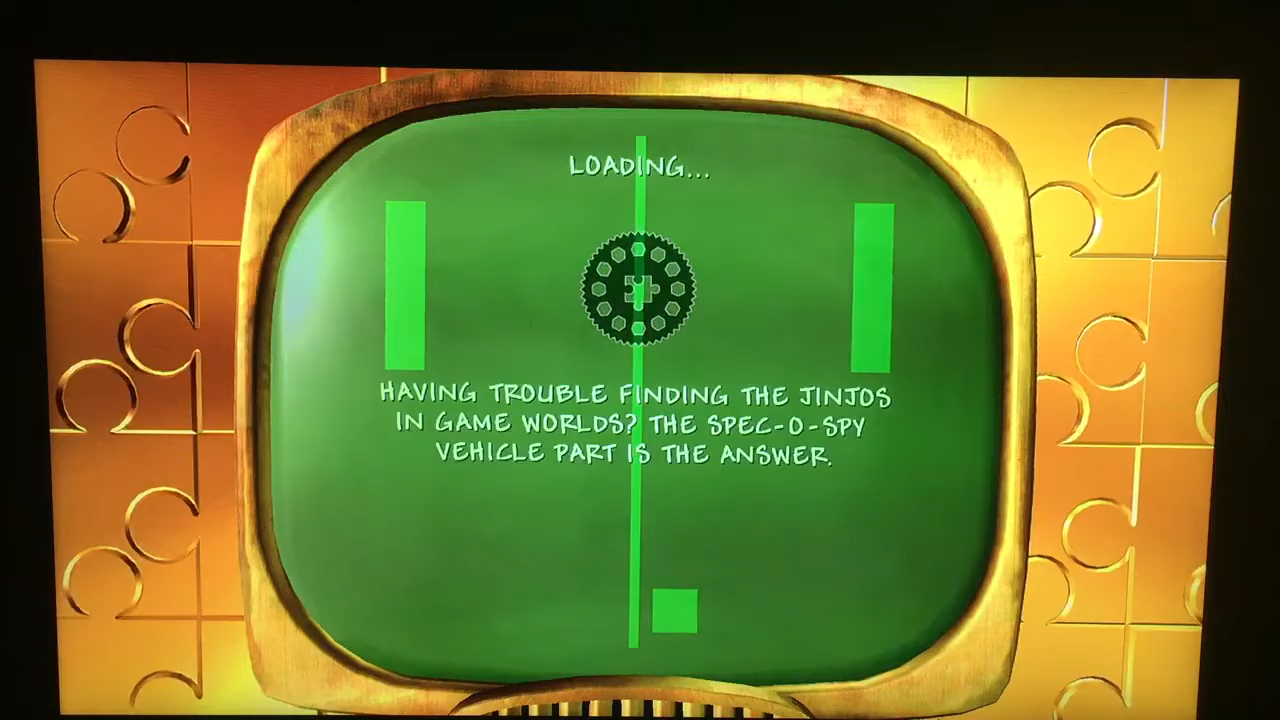 LOADING...
HAVING TROUBLE FINDING THE JINJOS
IN GAME WORLDS? THE SPEC-O-SPY
VEHICLE PART IS THE ANSWER.